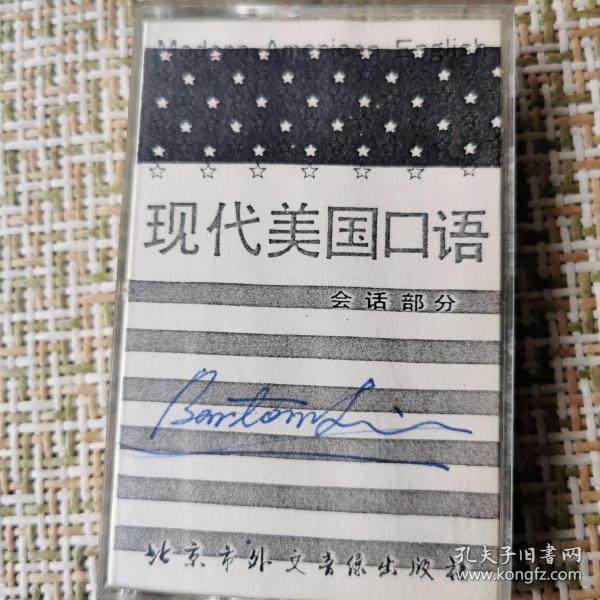 Modern American English
现代美国口语
会话部分
北京市外文音像出版社
孔夫子旧書网
www.kongfz.com